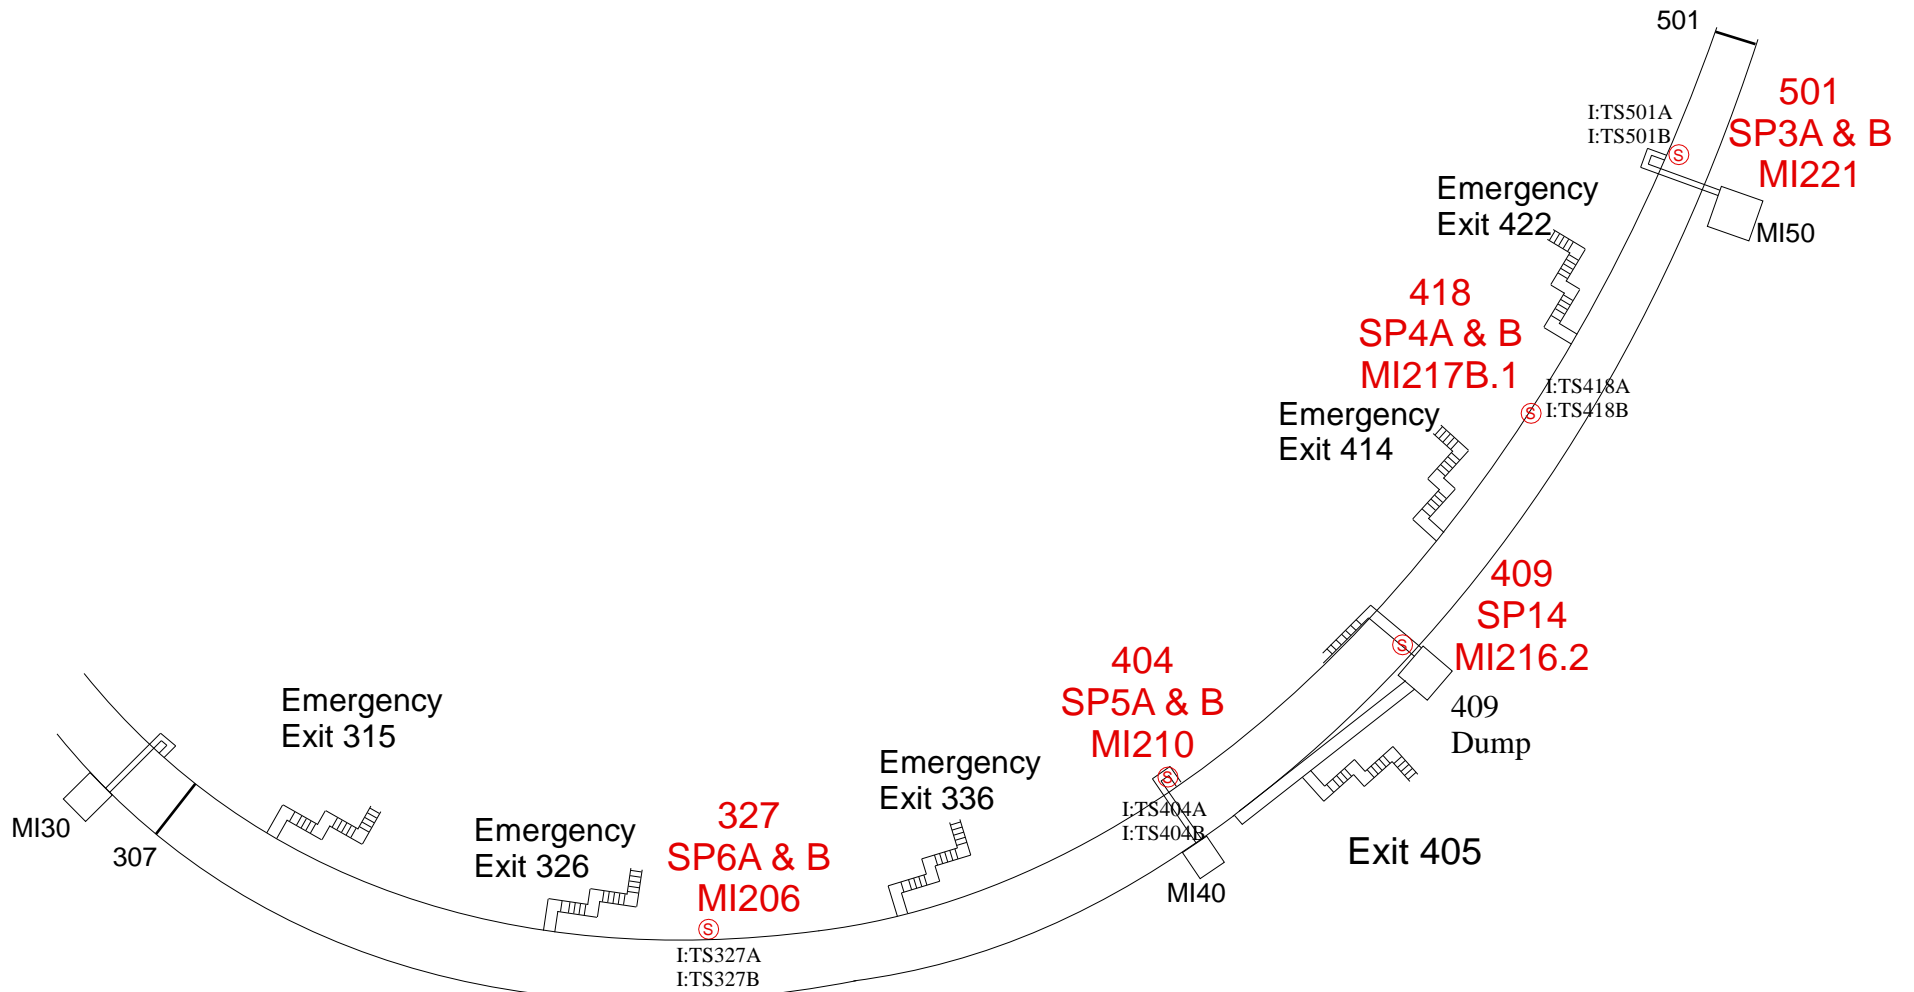 501
I:TS501A
I:TS501B
501
SP3A & B
MI221
S
MI50
Emergency
Exit 422
418
SP4A & B
MI217B.1
I:TS418A
I:TS418B
S
Emergency
Exit 414
409
SP14
MI216.2
S
409
Dump
404
SP5A & B
MI210
S
I:TS404A
I:TS404B
MI40
Exit 405
Emergency
Exit 336
327
SP6A & B
MI206
S
I:TS327A
I:TS327B
Emergency
Exit 326
Emergency
Exit 315
MI30
307